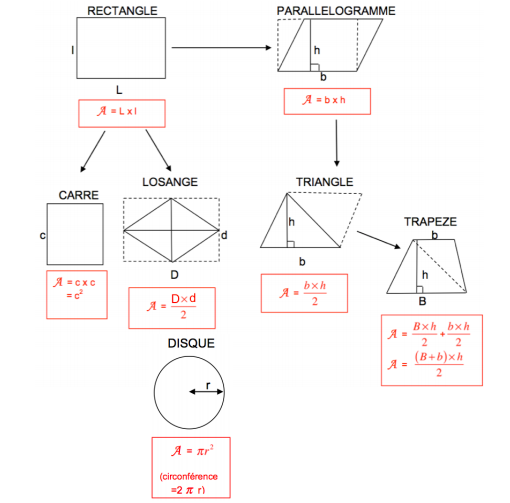 RECTANGLE
l
L
A = L x l
PARALLELOGRAMME
h
b
A = b x h
CARRE
c
A = c x c
= c²
LOSANGE
d
D
A = D×d/2
TRIANGLE
h
b
A = b×h/2
TRAPEZE
b
h
B
A = B×h/2 + b×h/2
A = (B+b)×h/2
DISQUE
r
A = πr²
(circonférence
=2 π r)